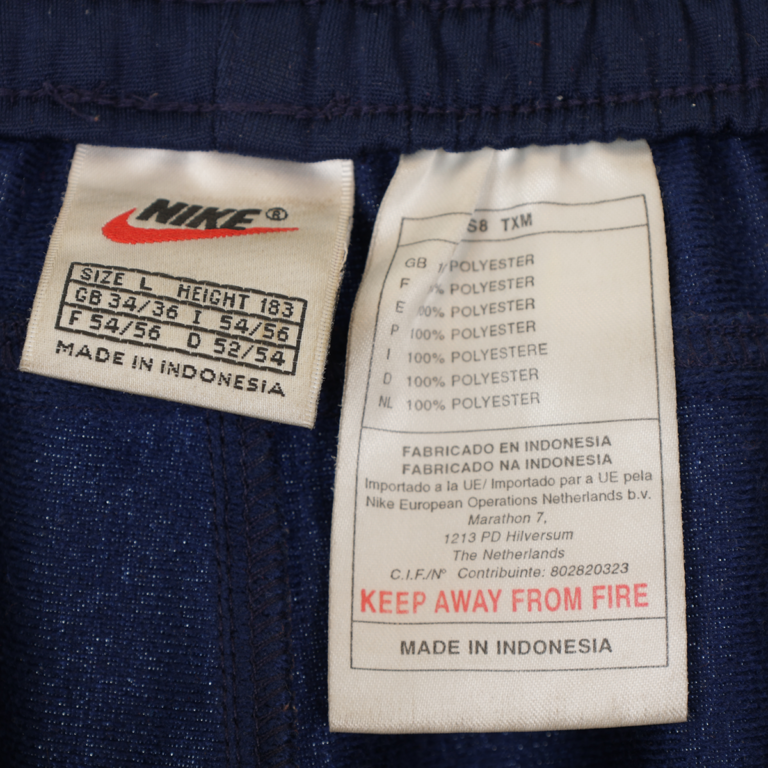 NIKE®
SIZE L HEIGHT 183
GB 34/36 I 54/56
F 54/56 D 52/54
MADE IN INDONESIA
S8 TXM
GB POLYESTER
F POLYESTER
E POLYESTER
P 100% POLYESTER
I 100% POLYESTERE
D 100% POLYESTER
NL 100% POLYESTER
FABRICADO EN INDONESIA
FABRICADO NA INDONESIA
Importado a la UE/ Importado par a UE pela
Nike European Operations Netherlands b.v.
Marathon 7,
1213 PD Hilversum
The Netherlands
C.I.F./Nº Contribuinte: 802820323
KEEP AWAY FROM FIRE
MADE IN INDONESIA